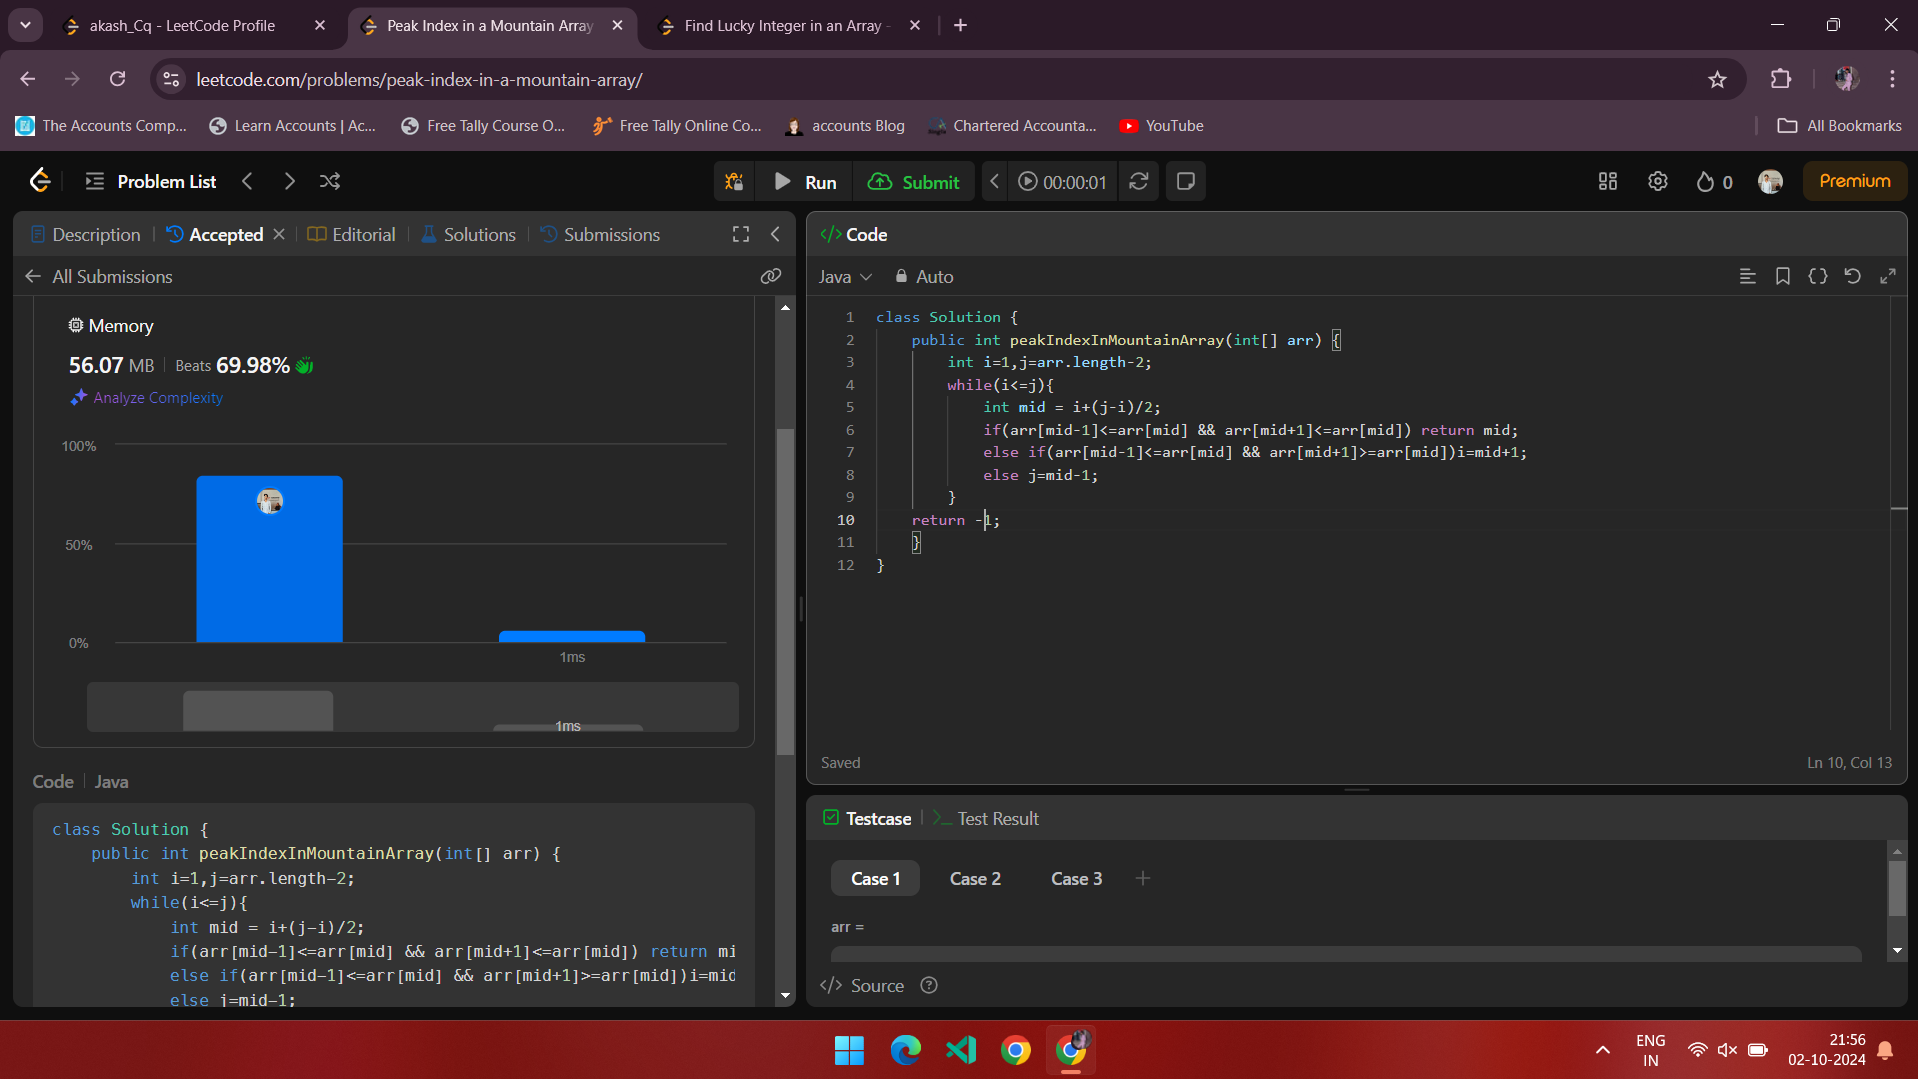 akash_Cq - LeetCode Profile
Peak Index in a Mountain Array
Find Lucky Integer in an Array -
leetcode.com/problems/peak-index-in-a-mountain-array/
The Accounts Comp...
Learn Accounts | Ac...
Free Tally Course O...
Free Tally Online Co...
accounts Blog
Chartered Accounta...
YouTube
All Bookmarks
Problem List
Run
Submit
00:00:01
0
Premium
Description
Accepted
Editorial
Solutions
Submissions
All Submissions
Memory
56.07 MB | Beats 69.98%
Analyze Complexity
100%
50%
0%
1ms
1ms
Code | Java
class Solution {
public int peakIndexInMountainArray(int[] arr) {
int i=1,j=arr.length-2;
while(i<=j){
int mid = i+(j-i)/2;
if(arr[mid-1]<=arr[mid] && arr[mid+1]<=arr[mid]) return mi
else if(arr[mid-1]<=arr[mid] && arr[mid+1]>=arr[mid])i=mid
else j=mid-1;
</> Code
Java
Auto
1 class Solution {
2 public int peakIndexInMountainArray(int[] arr) {
3 int i=1,j=arr.length-2;
4 while(i<=j){
5 int mid = i+(j-i)/2;
6 if(arr[mid-1]<=arr[mid] && arr[mid+1]<=arr[mid]) return mid;
7 else if(arr[mid-1]<=arr[mid] && arr[mid+1]>=arr[mid])i=mid+1;
8 else j=mid-1;
9 }
10 return -1;
11 }
12 }
Saved
Ln 10, Col 13
Testcase
Test Result
Case 1
Case 2
Case 3
arr =
</> Source
ENG
IN
21:56
02-10-2024